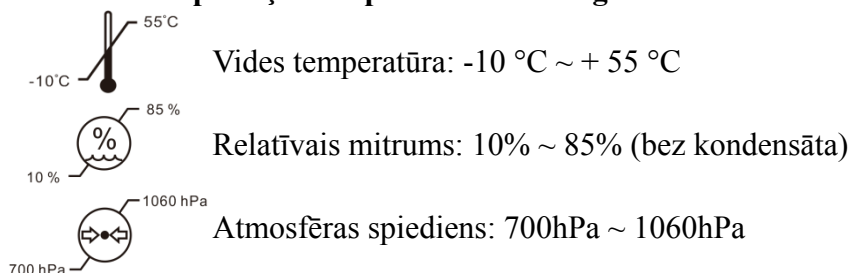 55°C
-10°C
Vides temperatūra: -10 °C ~ + 55 °C
85 %
%
10 %
Relatīvais mitrums: 10% ~ 85% (bez kondensāta)
1060 hPa
700 hPa
Atmosfēras spiediens: 700hPa ~ 1060hPa